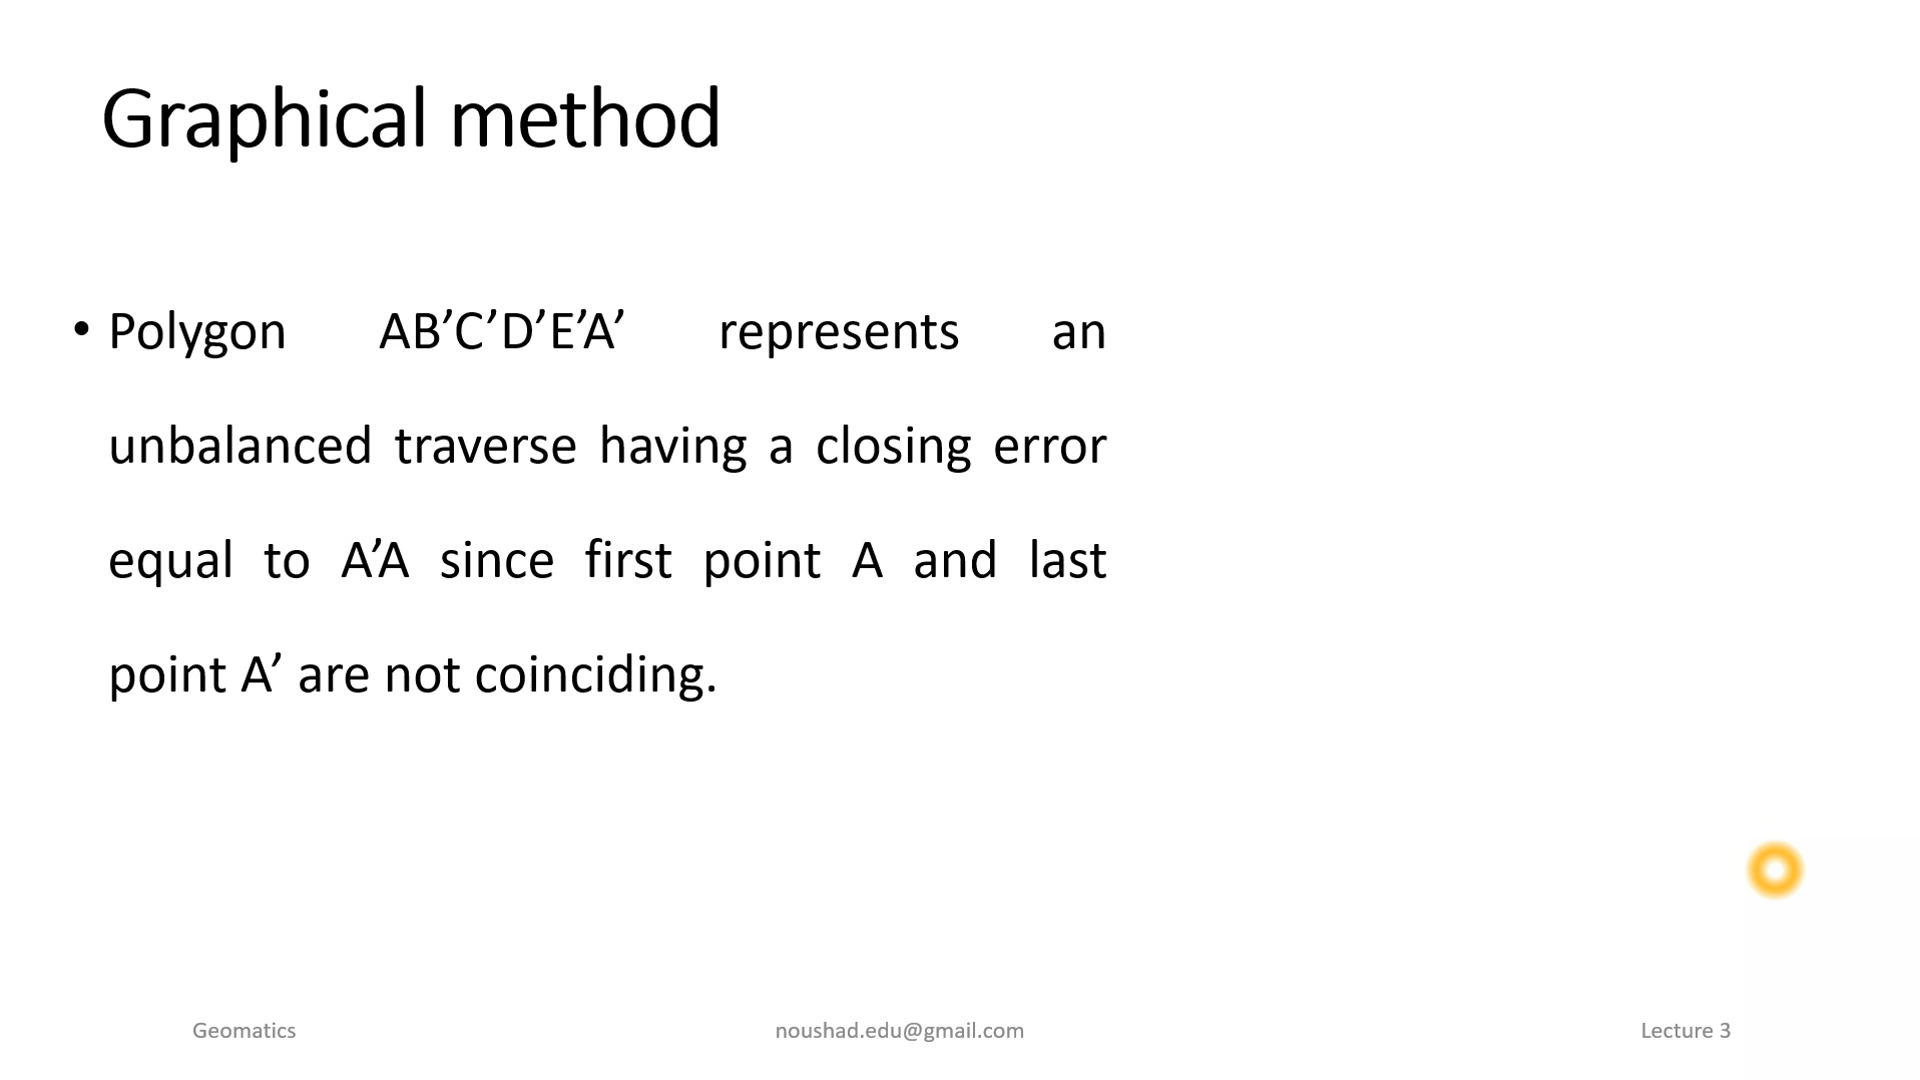 Graphical method
• Polygon AB’C’D’E’A’ represents an
unbalanced traverse having a closing error
equal to A’A since first point A and last
point A’ are not coinciding.
Geomatics
noushad.edu@gmail.com
Lecture 3